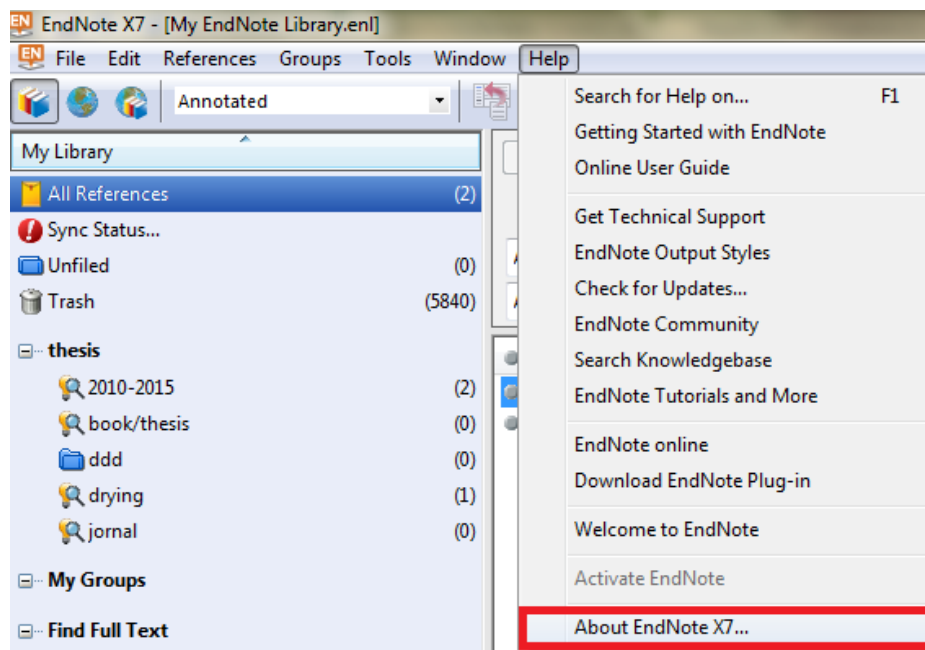 EN EndNote X7 - [My EndNote Library.enl]
EN File Edit References Groups Tools Window Help
Annotated
My Library
All References (2)
Sync Status...
Unfiled (0)
Trash (5840)
thesis
2010-2015 (2)
book/thesis (0)
ddd (0)
drying (1)
jornal (0)
My Groups
Find Full Text
Search for Help on... F1
Getting Started with EndNote
Online User Guide
Get Technical Support
EndNote Output Styles
Check for Updates...
EndNote Community
Search Knowledgebase
EndNote Tutorials and More
EndNote online
Download EndNote Plug-in
Welcome to EndNote
Activate EndNote
About EndNote X7...